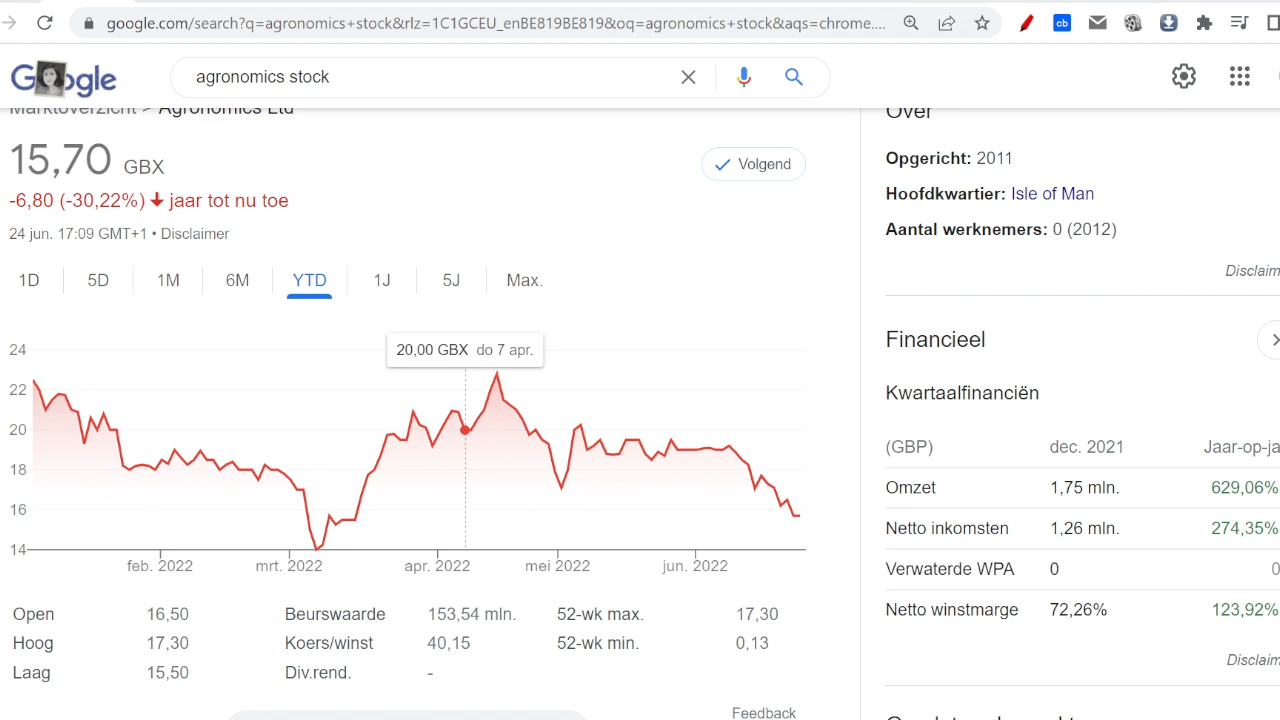 google.com/search?q=agronomics+stock&rlz=1C1GCEU_enBE819BE819&oq=agronomics+stock&aqs=chrome....
Google
agronomics stock
Marktoverzicht > Agronomics Ltd
15,70 GBX
Volgend
-6,80 (-30,22%) jaar tot nu toe
24 jun. 17:09 GMT+1 • Disclaimer
1D 5D 1M 6M YTD 1J 5J Max.
20,00 GBX do 7 apr.
24
22
20
18
16
14
feb. 2022 mrt. 2022 apr. 2022 mei 2022 jun. 2022
Open 16,50 Beurswaarde 153,54 mln. 52-wk max. 17,30
Hoog 17,30 Koers/winst 40,15 52-wk min. 0,13
Laag 15,50 Div.rend. -
Feedback
Over
Opgericht: 2011
Hoofdkwartier: Isle of Man
Aantal werknemers: 0 (2012)
Disclaim
Financieel
Kwartaalfinanciën
(GBP) dec. 2021 Jaar-op-ja
Omzet 1,75 mln. 629,06%
Netto inkomsten 1,26 mln. 274,35%
Verwaterde WPA 0 0
Netto winstmarge 72,26% 123,92%
Disclaim